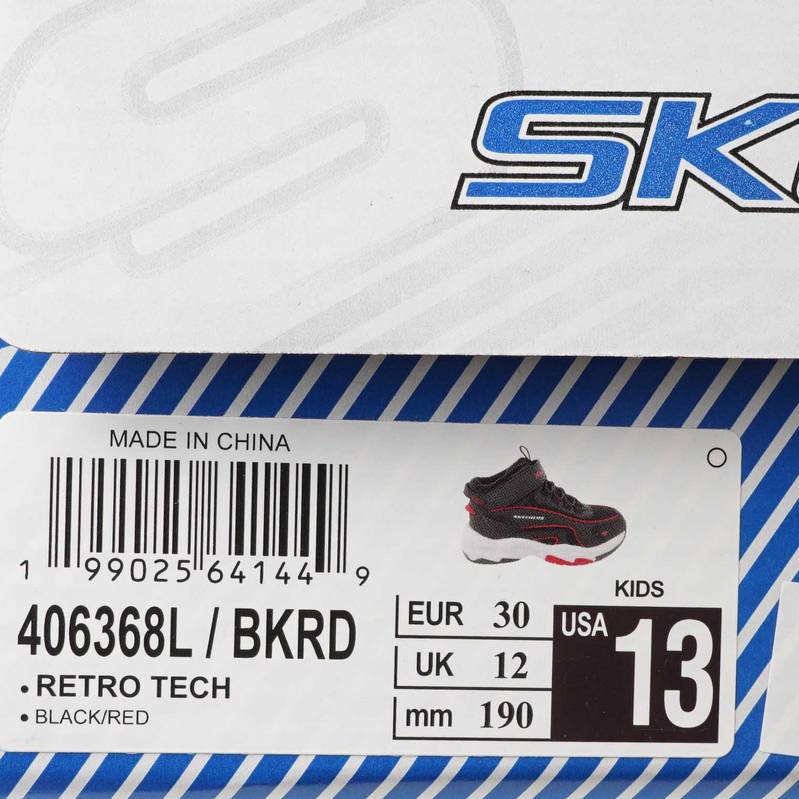 SK
MADE IN CHINA
1 99025 64144 9
406368L / BKRD
• RETRO TECH
• BLACK/RED
SKECHERS
KIDS
EUR 30
UK 12
mm 190
USA 13